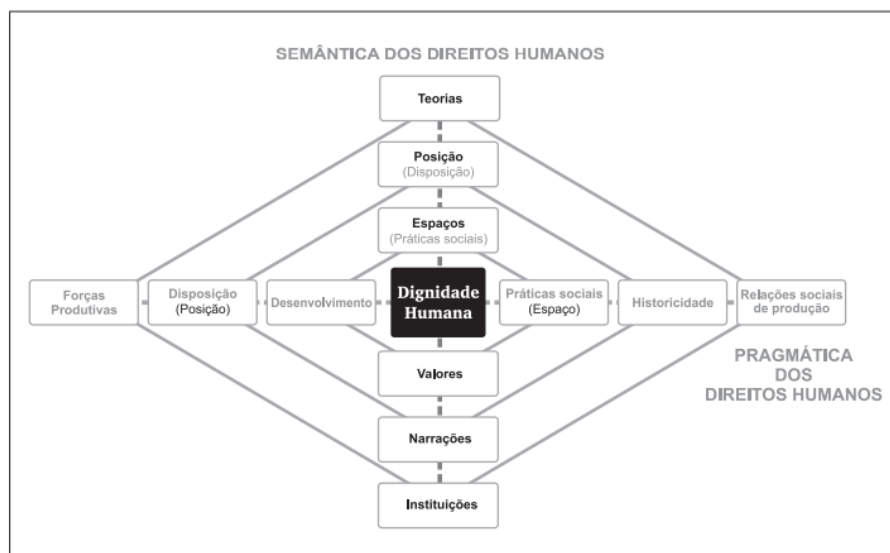 SEMÂNTICA DOS DIREITOS HUMANOS
Teorias
Posição
(Disposição)
Espaços
(Práticas sociais)
Forças
Produtivas
Disposição
(Posição)
Desenvolvimento
Dignidade
Humana
Práticas sociais
(Espaço)
Historicidade
Relações sociais
de produção
Valores
PRAGMÁTICA
DOS
DIREITOS HUMANOS
Narrações
Instituições